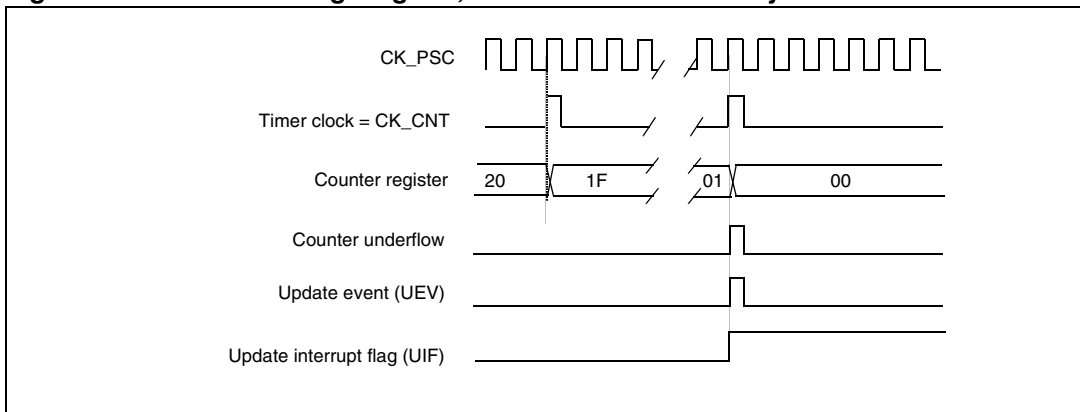 CK_PSC
Timer clock = CK_CNT
Counter register 20 1F 01 00
Counter underflow
Update event (UEV)
Update interrupt flag (UIF)